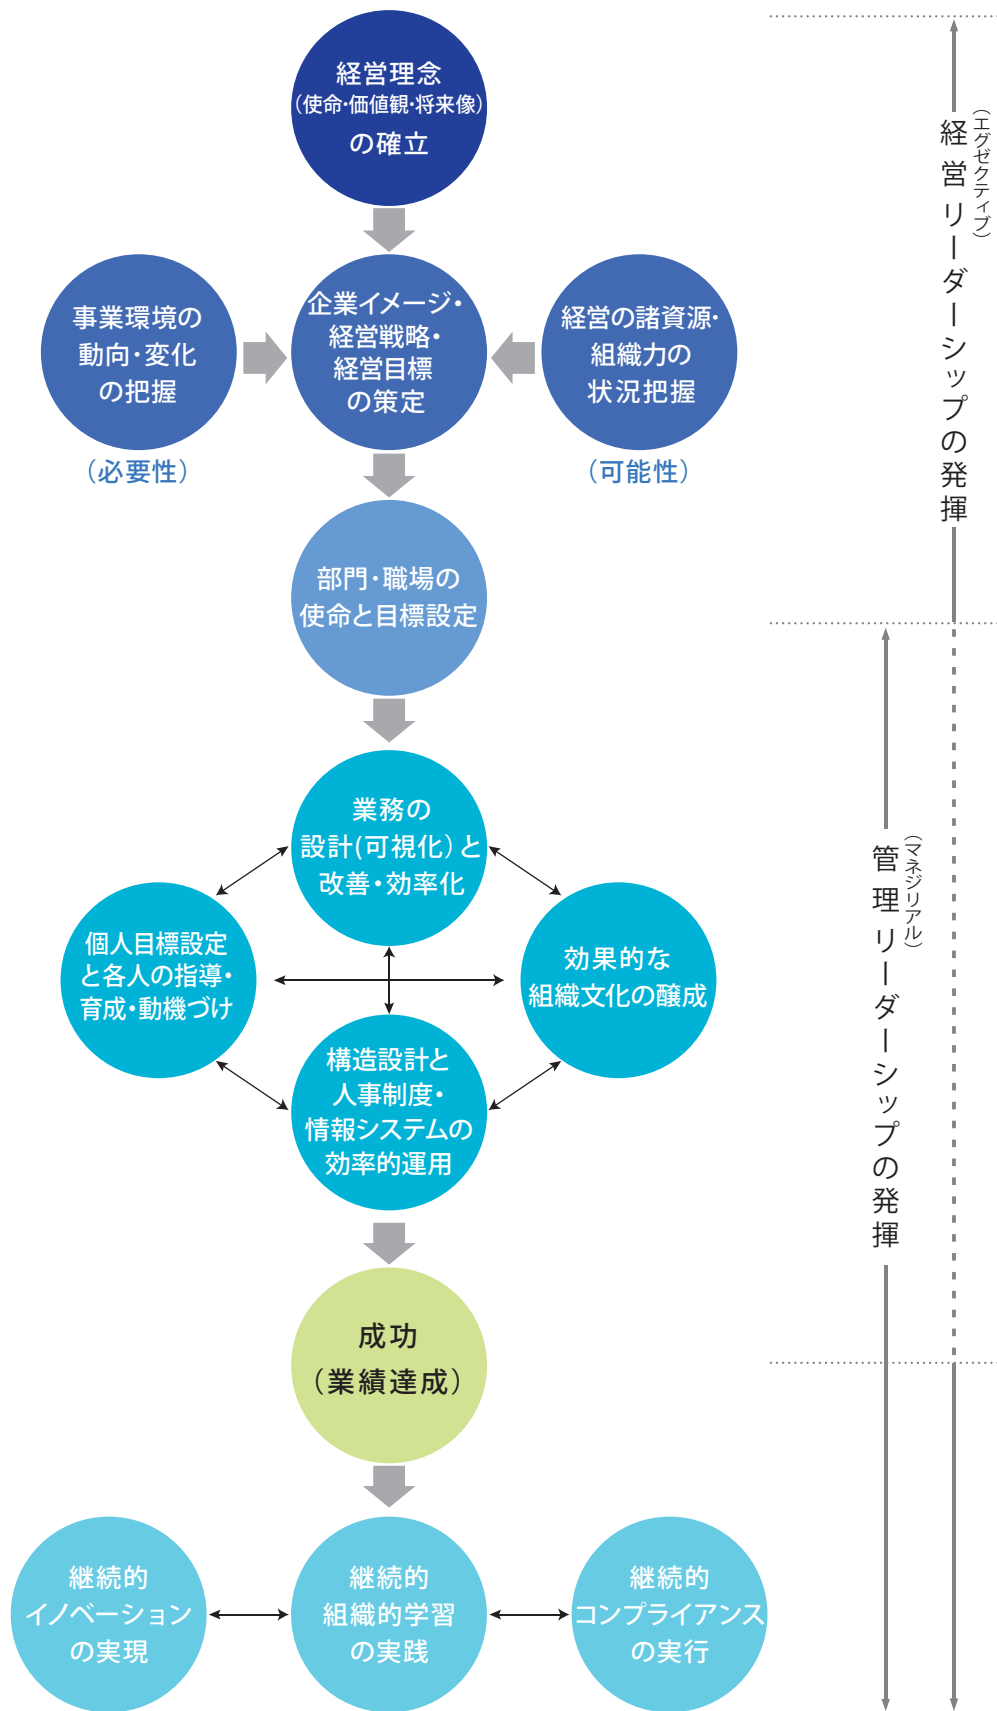 経営理念
(使命・価値観・将来像)
の確立
事業環境の
動向・変化
の把握
(必要性)
企業イメージ・
経営戦略・
経営目標
の策定
経営の諸資源・
組織力の
状況把握
(可能性)
部門・職場の
使命と目標設定
業務の
設計(可視化)と
改善・効率化
個人目標設定
と各人の指導・
育成・動機づけ
効果的な
組織文化の醸成
構造設計と
人事制度・
情報システムの
効率的運用
成功
(業績達成)
継続的
イノベーション
の実現
継続的
組織的学習
の実践
継続的
コンプライアンス
の実行
(エグゼクティブ)
経営リーダーシップの発揮
(マネジリアル)
管理リーダーシップの発揮